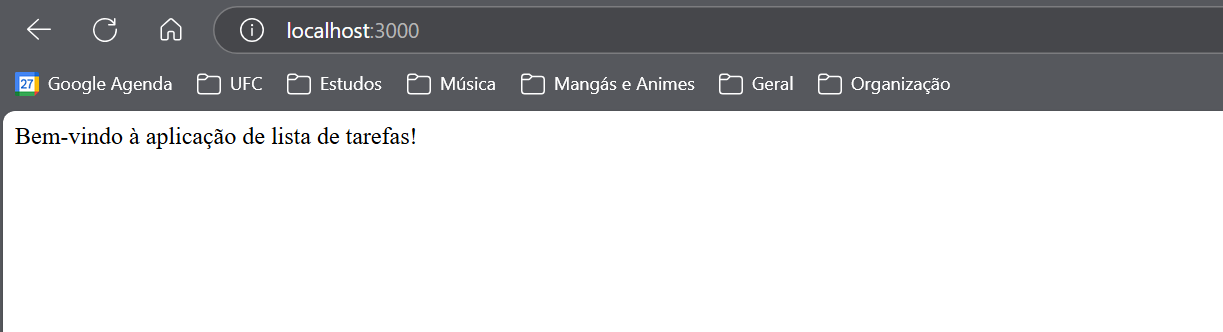 localhost:3000
27 Google Agenda UFC Estudos Música Mangás e Animes Geral Organização
Bem-vindo à aplicação de lista de tarefas!